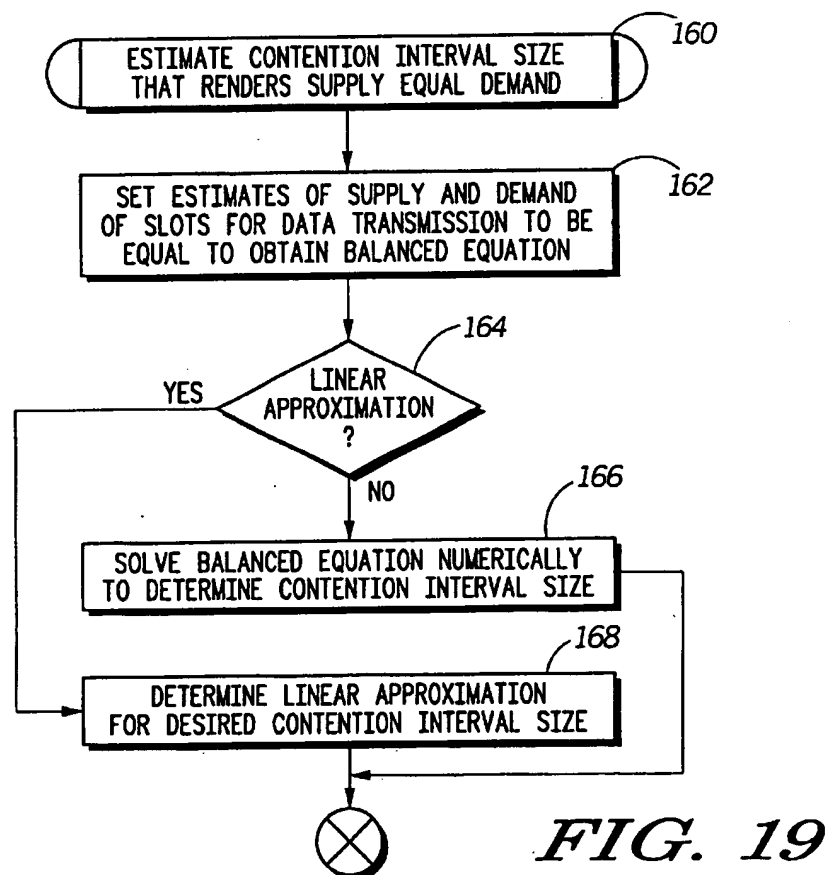 160
ESTIMATE CONTENTION INTERVAL SIZE
THAT RENDERS SUPPLY EQUAL DEMAND
162
SET ESTIMATES OF SUPPLY AND DEMAND
OF SLOTS FOR DATA TRANSMISSION TO BE
EQUAL TO OBTAIN BALANCED EQUATION
164
YES
LINEAR
APPROXIMATION
?
NO
166
SOLVE BALANCED EQUATION NUMERICALLY
TO DETERMINE CONTENTION INTERVAL SIZE
168
DETERMINE LINEAR APPROXIMATION
FOR DESIRED CONTENTION INTERVAL SIZE
FIG. 19